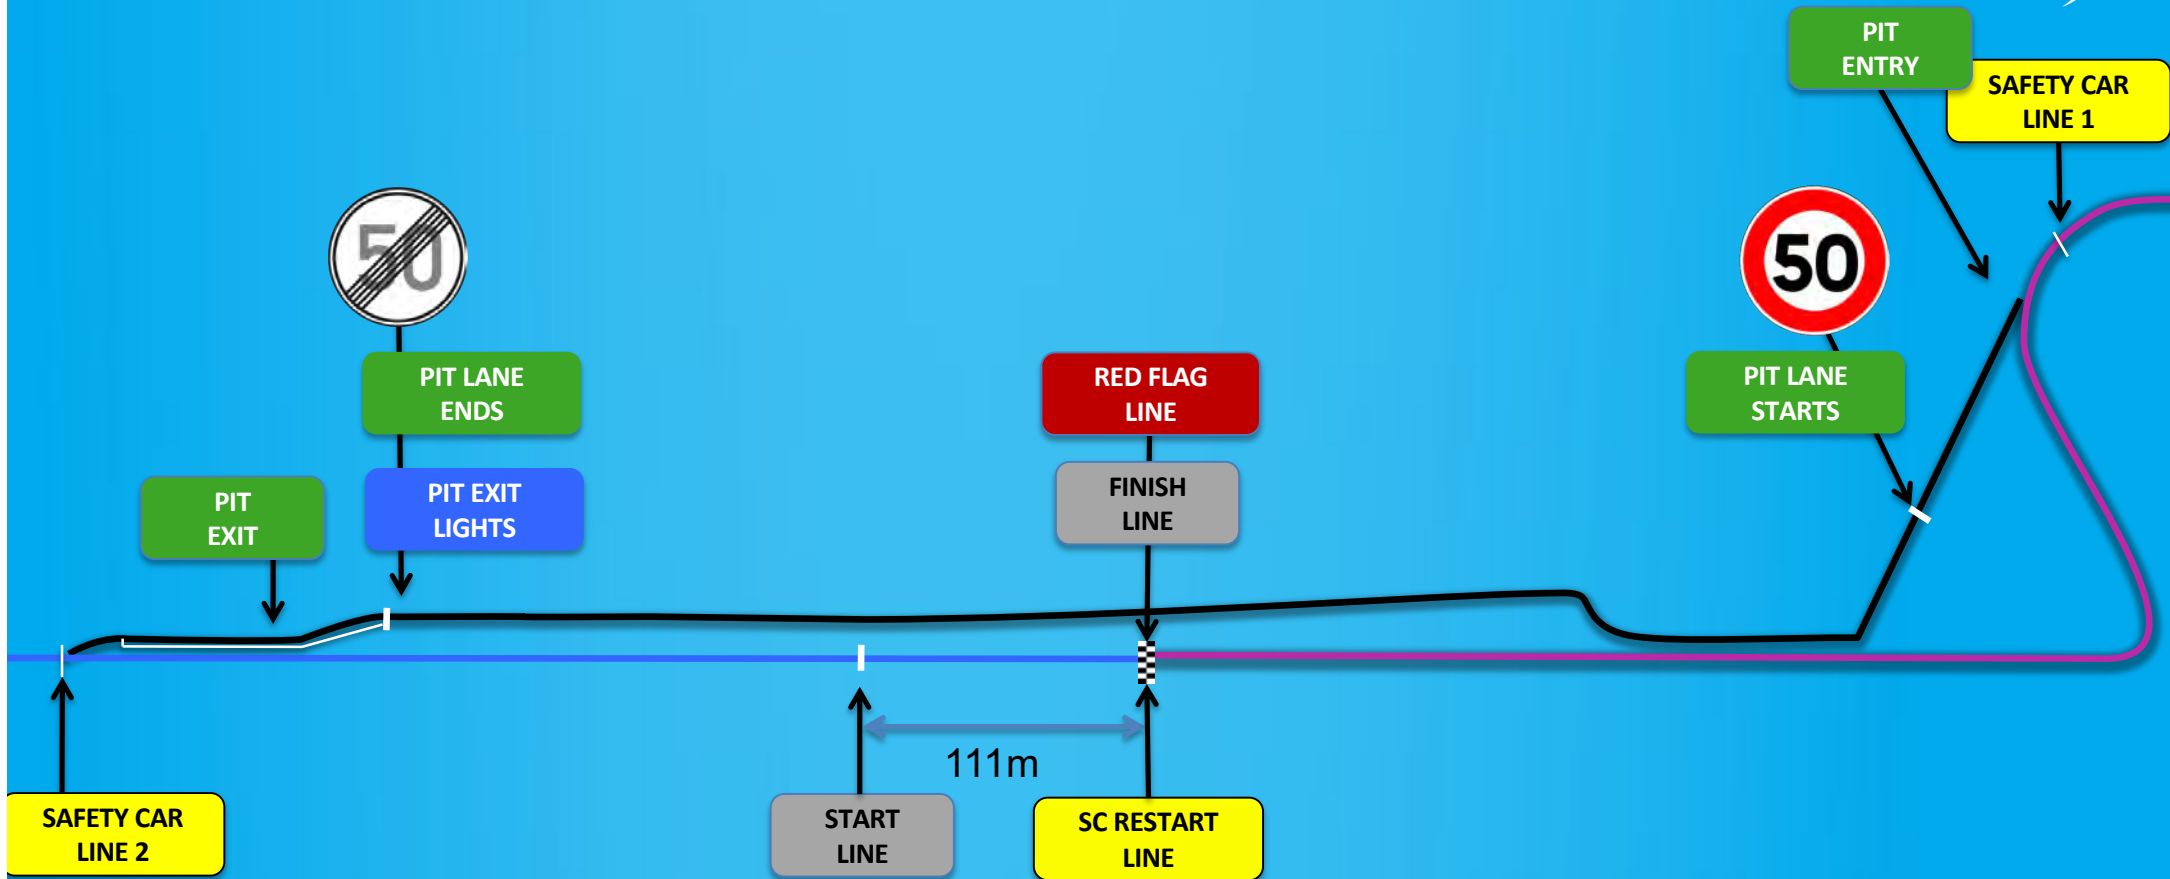 PIT
ENTRY
SAFETY CAR
LINE 1
50
50
PIT LANE
ENDS
RED FLAG
LINE
PIT LANE
STARTS
PIT EXIT
LIGHTS
FINISH
LINE
PIT
EXIT
111m
SAFETY CAR
LINE 2
START
LINE
SC RESTART
LINE